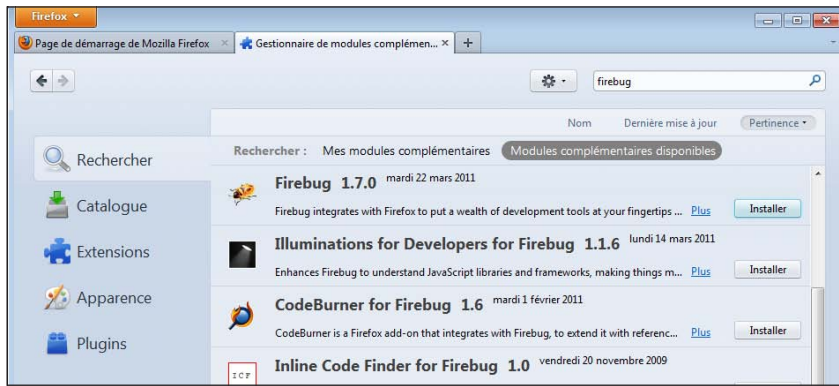 Firefox
Page de démarrage de Mozilla Firefox
Gestionnaire de modules complémen...
firebug
Nom Dernière mise à jour Pertinence
Rechercher
Catalogue
Extensions
Apparence
Plugins
Rechercher : Mes modules complémentaires Modules complémentaires disponibles
Firebug 1.7.0 mardi 22 mars 2011
Firebug integrates with Firefox to put a wealth of development tools at your fingertips ... Plus Installer
Illuminations for Developers for Firebug 1.1.6 lundi 14 mars 2011
Enhances Firebug to understand JavaScript libraries and frameworks, making things m... Plus Installer
CodeBurner for Firebug 1.6 mardi 1 février 2011
CodeBurner is a Firefox add-on that integrates with Firebug, to extend it with referenc... Plus Installer
ICF
Inline Code Finder for Firebug 1.0 vendredi 20 novembre 2009